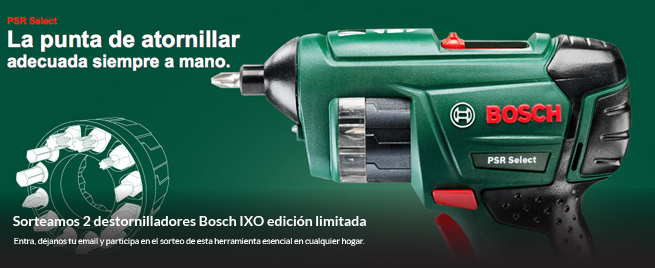 PSR Select
La punta de atornillar
adecuada siempre a mano.
BOSCH
PSR Select
Sorteamos 2 destornilladores Bosch IXO edición limitada
Entra, déjanos tu email y participa en el sorteo de esta herramienta esencial en cualquier hogar.